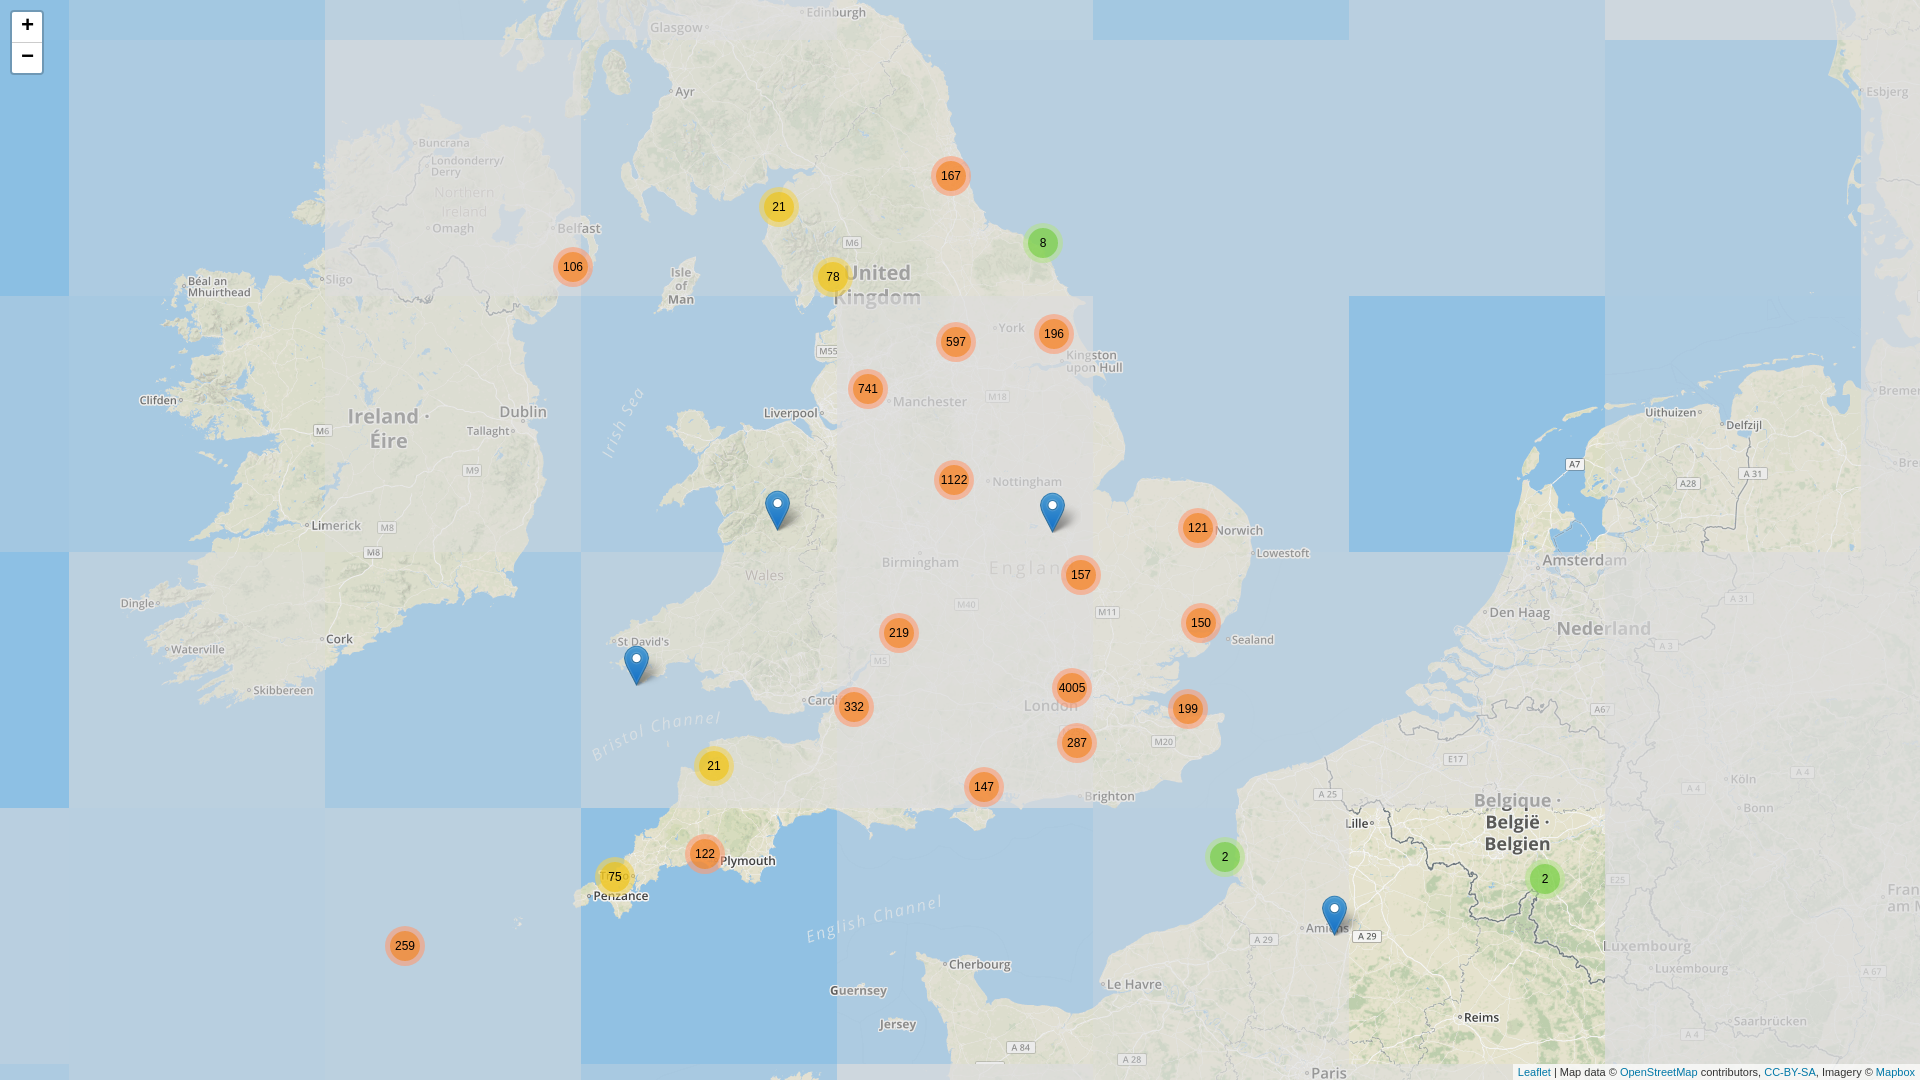 +
−
Edinburgh
Glasgow
Esbjerg
Ayr
Buncrana
Londonderry/
Derry
167
Northern
Ireland
21
Omagh
Belfast
M6
8
106
Isle
of
Man
78
United
Kingdom
Sligo
Béal an
Mhuirthead
York
196
597
M55
Kingston
upon Hull
741
Manchester
M18
Clifden
Liverpool
Dublin
Ireland ·
Éire
M6
Tallaght
Irish Sea
M9
Uithuizen
Delfzijl
A7
A 31
A28
1122
Nottingham
Limerick
M8
121
Norwich
M8
Lowestoft
Birmingham
England
157
Wales
Amsterdam
Dingle
M40
M11
A 31
Den Haag
150
219
Nederland
Cork
St David's
Sealand
Waterville
M5
A 3
Skibbereen
4005
Cardi
332
London
199
A67
Bristol Channel
287
M20
E17
21
147
Brighton
A 25
Köln
A 4
Bonn
Belgique ·
België ·
Belgien
Lille
122
Plymouth
2
75
Penzance
2
E25
English Channel
Amiens
A 29
A 29
259
Luxembourg
Luxembourg
A 67
Cherbourg
Le Havre
Guernsey
Jersey
Reims
Saarbrücken
A 4
A 84
A 28
Paris
Leaflet | Map data © OpenStreetMap contributors, CC-BY-SA, Imagery © Mapbox